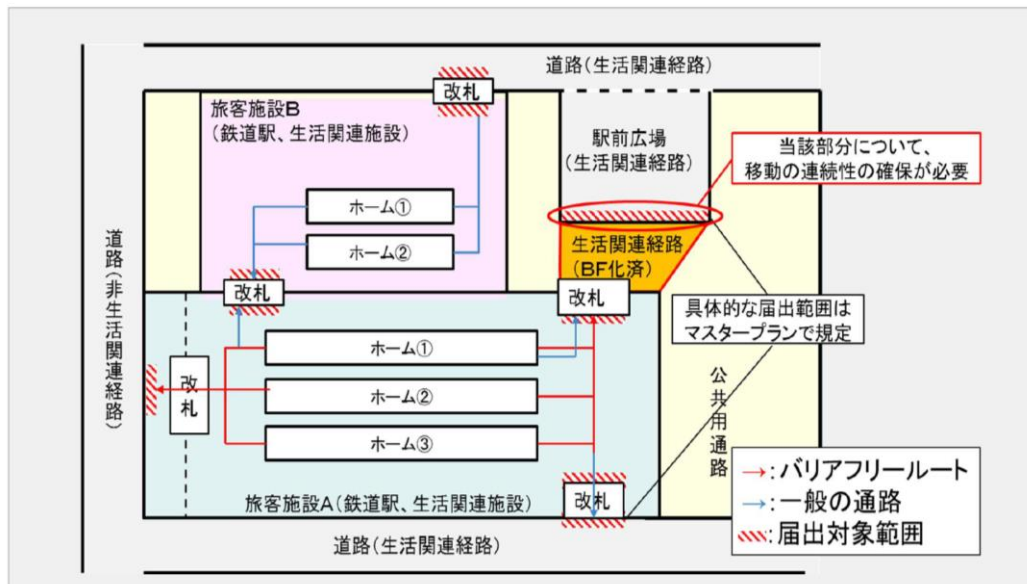 道路(生活関連経路)
改札
旅客施設B
(鉄道駅、生活関連施設)
駅前広場
(生活関連経路)
当該部分について、
移動の連続性の確保が必要
ホーム①
ホーム②
生活関連経路
(BF化済)
道路(非生活関連経路)
改札
改札
具体的な届出範囲は
マスタープランで規定
ホーム①
改札
ホーム②
ホーム③
公共用通路
→:バリアフリールート
→:一般の通路
:届出対象範囲
改札
旅客施設A(鉄道駅、生活関連施設)
道路(生活関連経路)